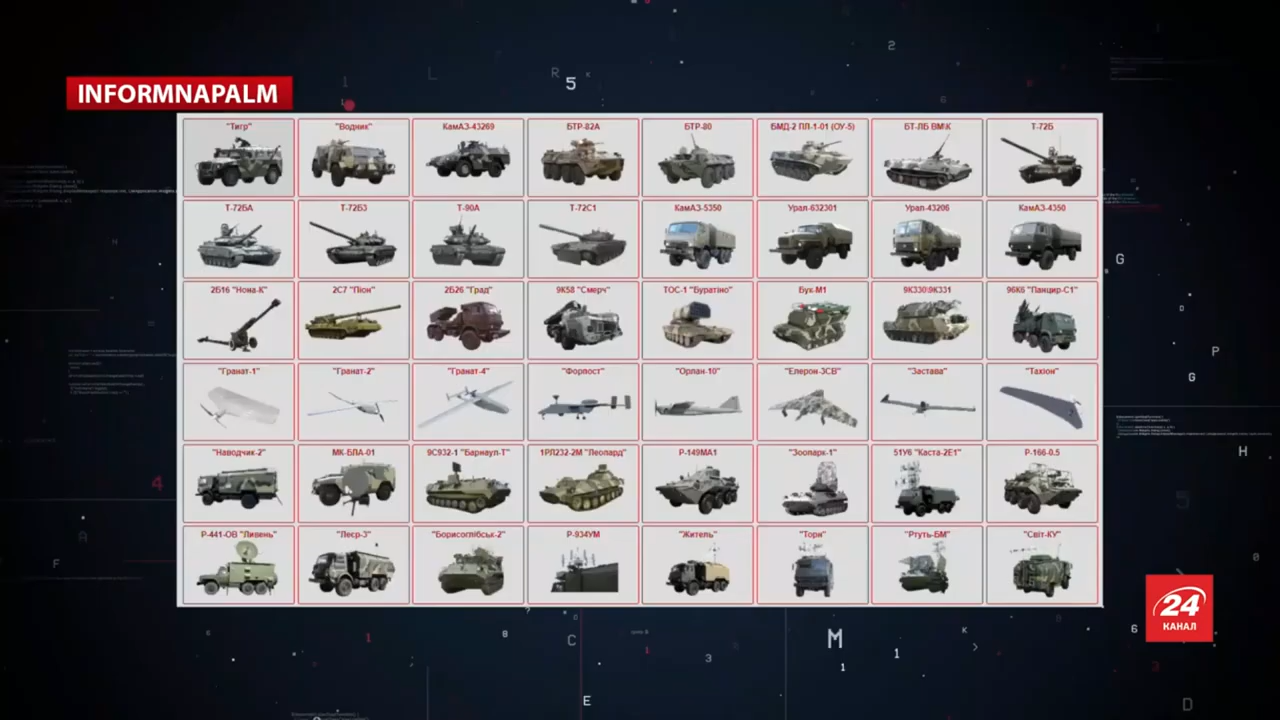 INFORMNAPALM
"Тигр" "Водник" КамАЗ-43269 БТР-82А БТР-80 БМД-2 ПЛ-1-01 (ОУ-5) БТ-ЛБ ВМ\К Т-72Б
Т-72БА Т-72Б3 Т-90А Т-72С1 КамАЗ-5350 Урал-632301 Урал-43206 КамАЗ-4350
2Б16 "Нона-К" 2С7 "Піон" 2Б26 "Град" 9К58 "Смерч" ТОС-1 "Буратіно" Бук-М1 9К330\9К331 96К6 "Панцир-С1"
"Гранат-1" "Гранат-2" "Гранат-4" "Форпост" "Орлан-10" "Елерон-3СВ" "Застава" "Тахіон"
"Наводчик-2" МК-БЛА-01 9С932-1 "Барнаул-Т" 1РЛ232-2М "Леопард" Р-149МА1 "Зоопарк-1" 51У6 "Каста-2Е1" Р-166-0.5
Р-441-ОВ "Ливень" "Леєр-3" "Борисоглібськ-2" Р-934УМ "Житель" "Торн" "Ртуть-БМ" "Світ-КУ"
24
КАНАЛ